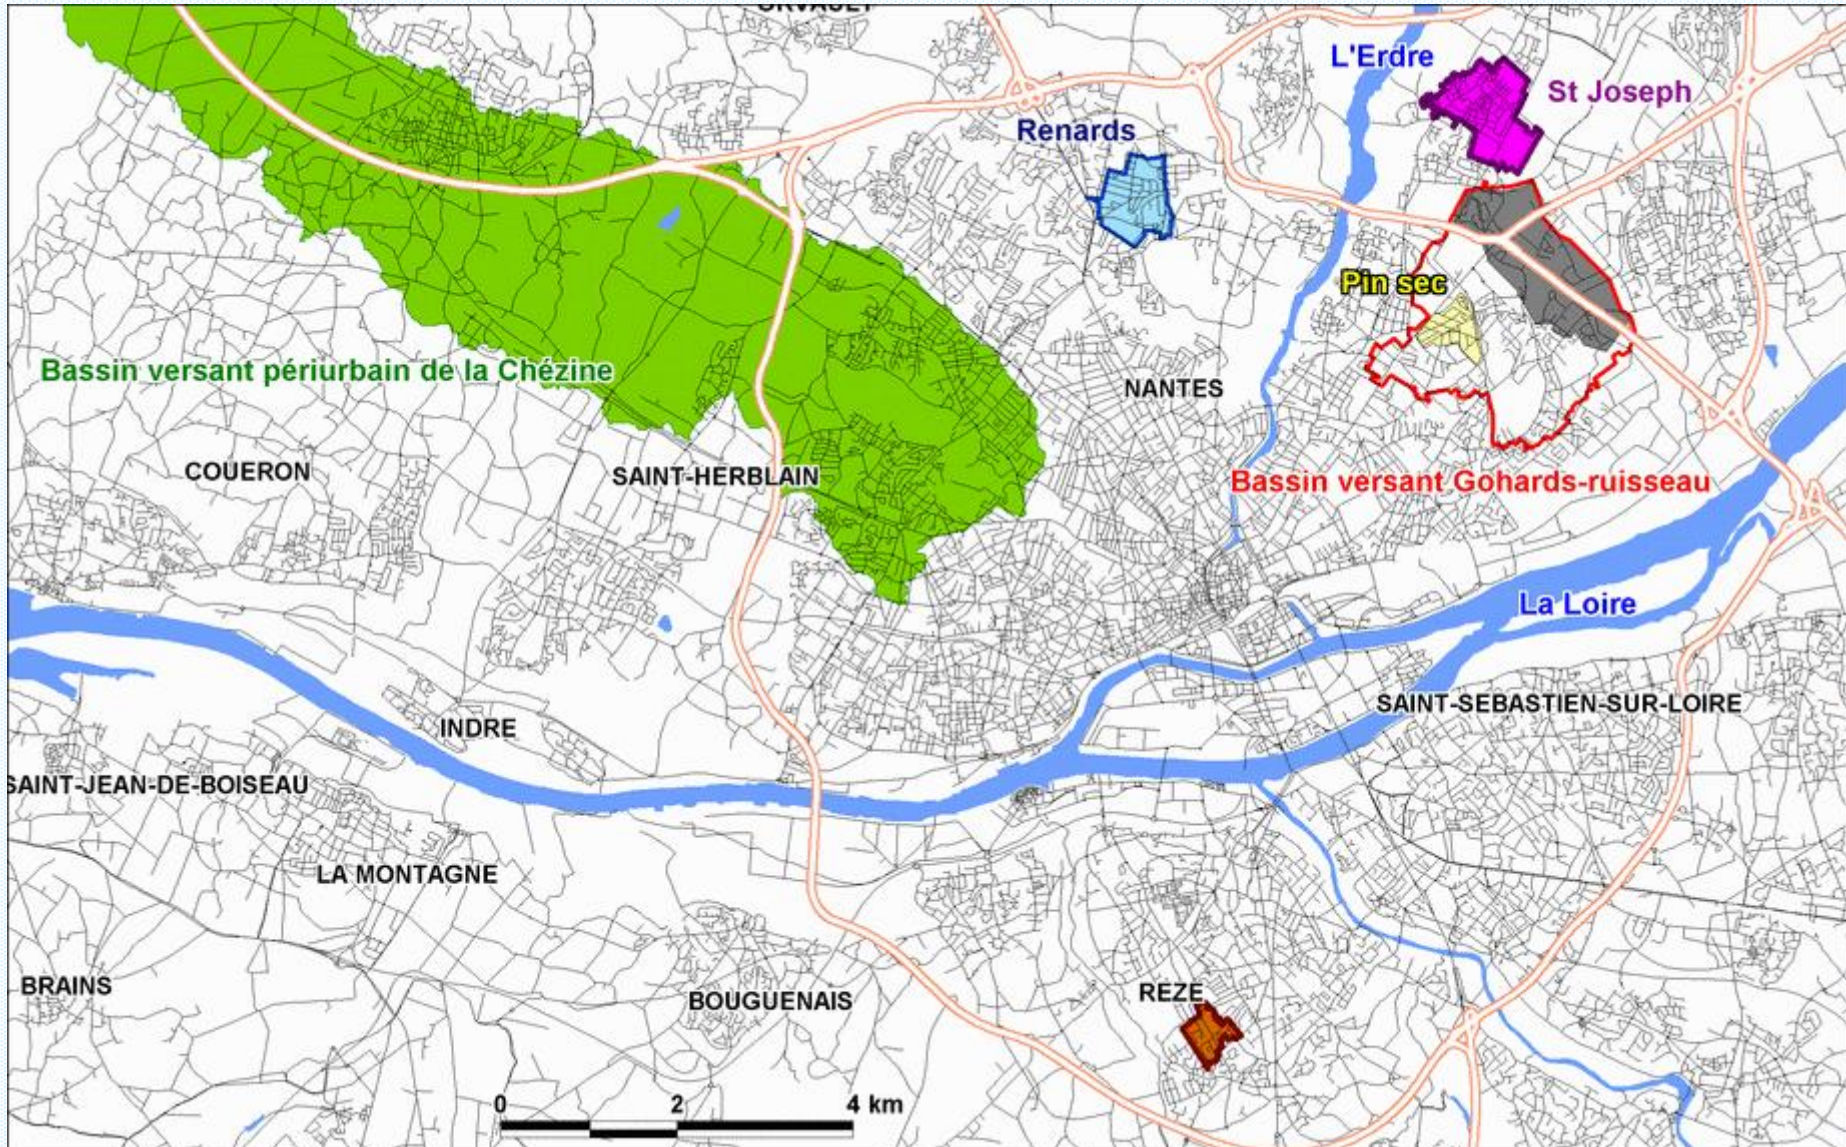 ORVAULT
L'Erdre
St Joseph
Renards
Pin sec
Bassin versant périurbain de la Chézine
NANTES
COUERON
SAINT-HERBLAIN
Bassin versant Gohards-ruisseau
La Loire
SAINT-SEBASTIEN-SUR-LOIRE
INDRE
SAINT-JEAN-DE-BOISEAU
LA MONTAGNE
BRAINS
BOUGUENAIS
REZE
0 2 4 km